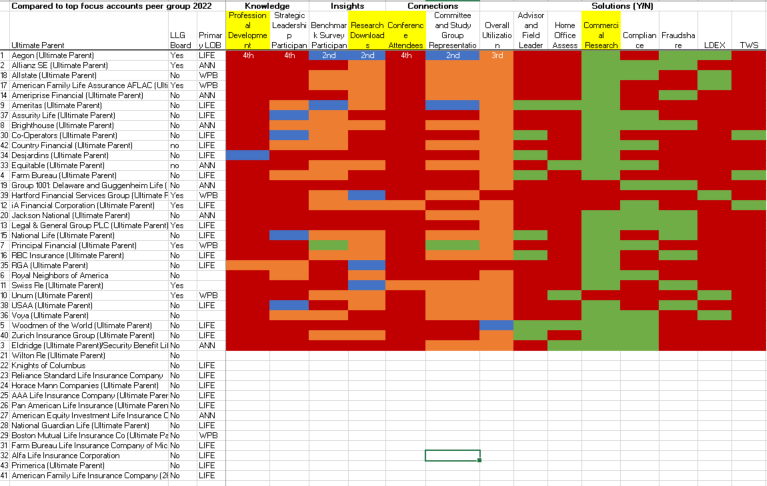 Compared to top focus accounts peer group 2022 Knowledge Insights Connections Solutions (Y/N)
Ultimate Parent LLG Board Primar y LOB Profession al Developme nt Strategic Leadershi p Participan Benchmar k Survey Participan Research Download s Conferenc e Attendees Committee and Study Group Representatio Overall Utilizatio n Advisor and Field Leader Home Office Assess Commerci al Research Complian ce Fraudsha re LDEX TWS
1 Aegon (Ultimate Parent) Yes LIFE 4th 4th 2nd 2nd 4th 2nd 3rd
2 Allianz SE (Ultimate Parent) Yes ANN
18 Allstate (Ultimate Parent) No WPB
17 American Family Life Assurance AFLAC (Ulti Yes WPB
14 Ameriprise Financial (Ultimate Parent) No ANN
9 Ameritas (Ultimate Parent) No LIFE
37 Assurity Life (Ultimate Parent) No LIFE
8 Brighthouse (Ultimate Parent) No ANN
30 Co-Operators (Ultimate Parent) No LIFE
42 Country Financial (Ultimate Parent) no LIFE
34 Desjardins (Ultimate Parent) No LIFE
33 Equitable (Ultimate Parent) no ANN
4 Farm Bureau (Ultimate Parent) No LIFE
19 Group 1001: Delaware and Guggenheim Life ( No ANN
39 Hartford Financial Services Group (Ultimate P Yes WPB
12 iA Financial Corporation (Ultimate Parent) Yes LIFE
20 Jackson National (Ultimate Parent) No ANN
13 Legal & General Group PLC (Ultimate Parent) Yes LIFE
15 National Life (Ultimate Parent) No LIFE
7 Principal Financial (Ultimate Parent) Yes WPB
16 RBC Insurance (Ultimate Parent) No LIFE
35 RGA (Ultimate Parent) No LIFE
6 Royal Neighbors of America No
11 Swiss Re (Ultimate Parent) Yes
10 Unum (Ultimate Parent) Yes WPB
38 USAA (Ultimate Parent) No LIFE
36 Voya (Ultimate Parent) No
5 Woodmen of the World (Ultimate Parent) No LIFE
40 Zurich Insurance Group (Ultimate Parent) No LIFE
3 Eldridge (Ultimate Parent)/Security Benefit Li No ANN
21 Wilton Re (Ultimate Parent) No
22 Knights of Columbus No LIFE
23 Reliance Standard Life Insurance Company No LIFE
24 Horace Mann Companies (Ultimate Parent) No LIFE
25 AAA Life Insurance Company (Ultimate Paren No LIFE
26 Pan American Life Insurance (Ultimate Paren No LIFE
27 American Equity Investment Life Insurance C No ANN
28 National Guardian Life (Ultimate Parent) No LIFE
29 Boston Mutual Life Insurance Co (Ultimate Pa No WPB
31 Farm Bureau Life Insurance Company of Mic No LIFE
32 Alfa Life Insurance Corporation No LIFE
43 Primerica (Ultimate Parent) No LIFE
41 American Family Life Insurance Company (20 No LIFE